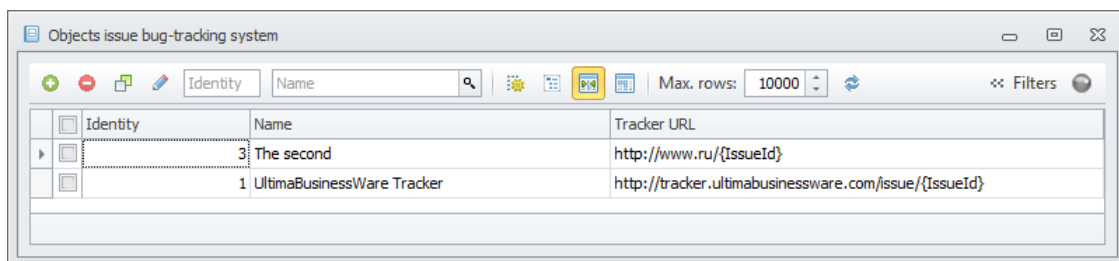 Objects issue bug-tracking system
Identity Name Max. rows: 10000 Filters
Identity Name Tracker URL
3 The second http://www.ru/{IssueId}
1 UltimaBusinessWare Tracker http://tracker.ultimabusinessware.com/issue/{IssueId}